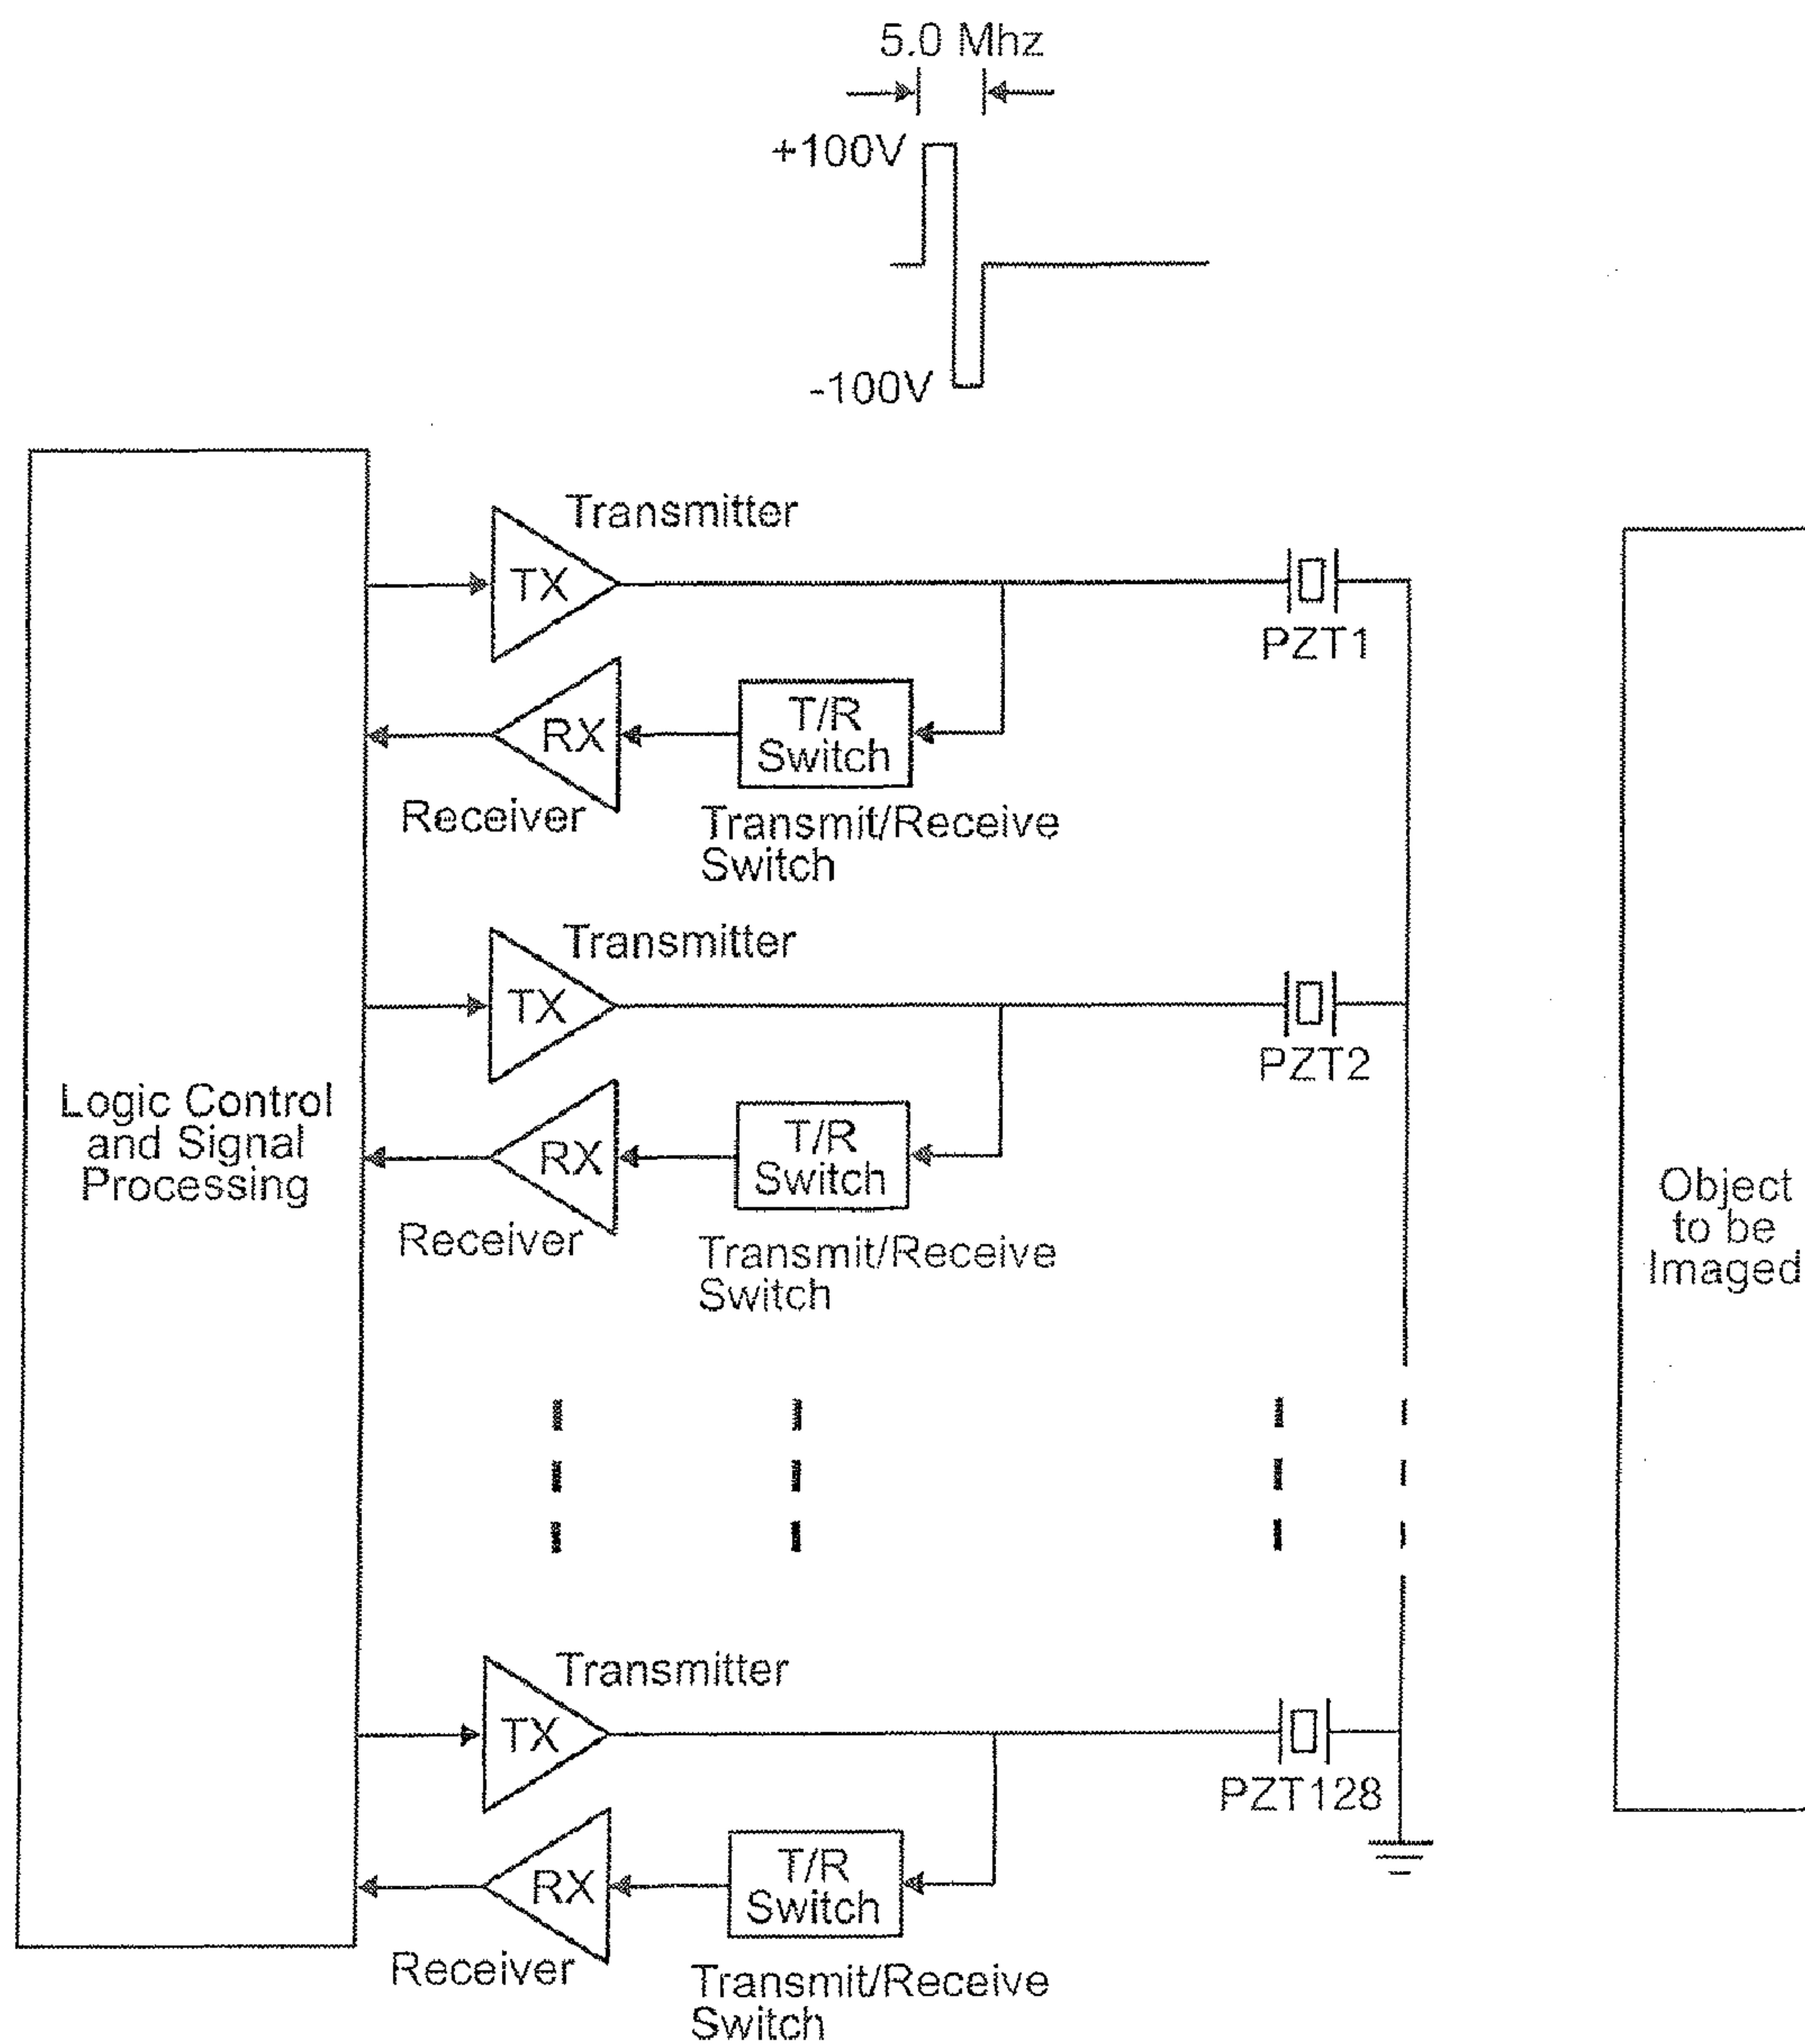 5.0 Mhz
+100V
-100V
Transmitter
TX
PZT1
RX
T/R
Switch
Receiver
Transmit/Receive
Switch
Transmitter
TX
PZT2
Logic Control
and Signal
Processing
RX
T/R
Switch
Object
to be
Imaged
Receiver
Transmit/Receive
Switch
Transmitter
TX
PZT128
RX
T/R
Switch
Receiver
Transmit/Receive
Switch